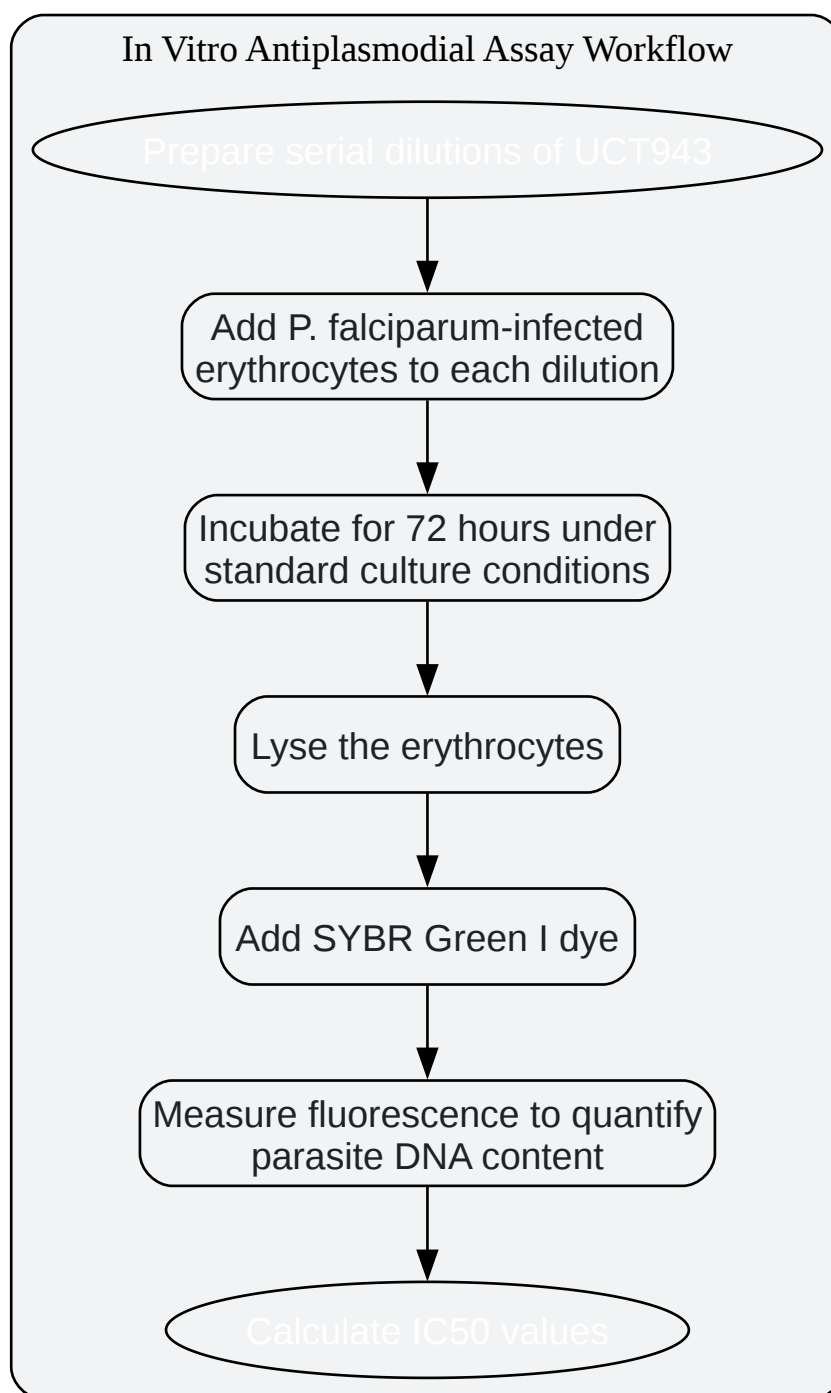 In Vitro Antiplasmodial Assay Workflow
Prepare serial dilutions of UCT943
Add P. falciparum-infected
erythrocytes to each dilution
Incubate for 72 hours under
standard culture conditions
Lyse the erythrocytes
Add SYBR Green I dye
Measure fluorescence to quantify
parasite DNA content
Calculate IC50 values